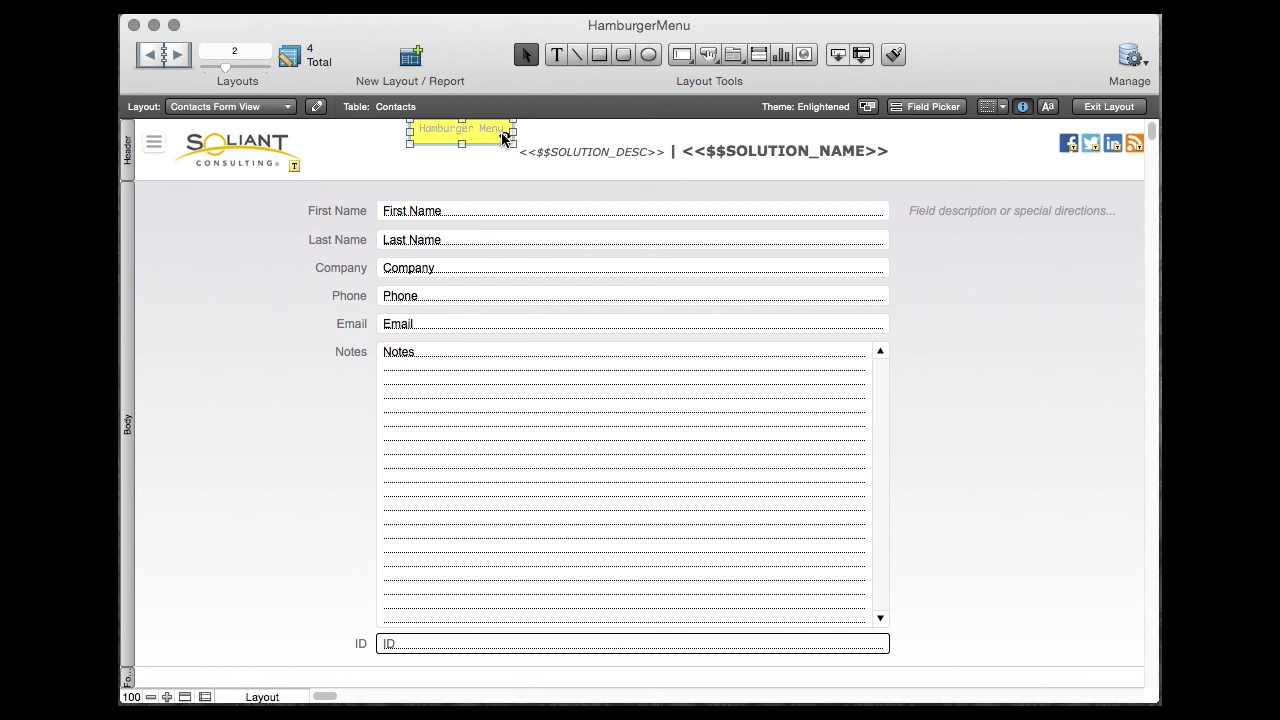 HamburgerMenu
2
4
Total
Layouts
New Layout / Report
Layout Tools
Manage
Layout: Contacts Form View
Table: Contacts
Theme: Enlightened
Field Picker
Aa
Exit Layout
Header
SOLIANT
CONSULTING®
T
Hamburger Menu
<<$$SOLUTION_DESC>> | <<$$SOLUTION_NAME>>
First Name First Name
Field description or special directions...
Last Name Last Name
Company Company
Phone Phone
Email Email
Notes Notes
Body
ID ID
Fo...
100
Layout